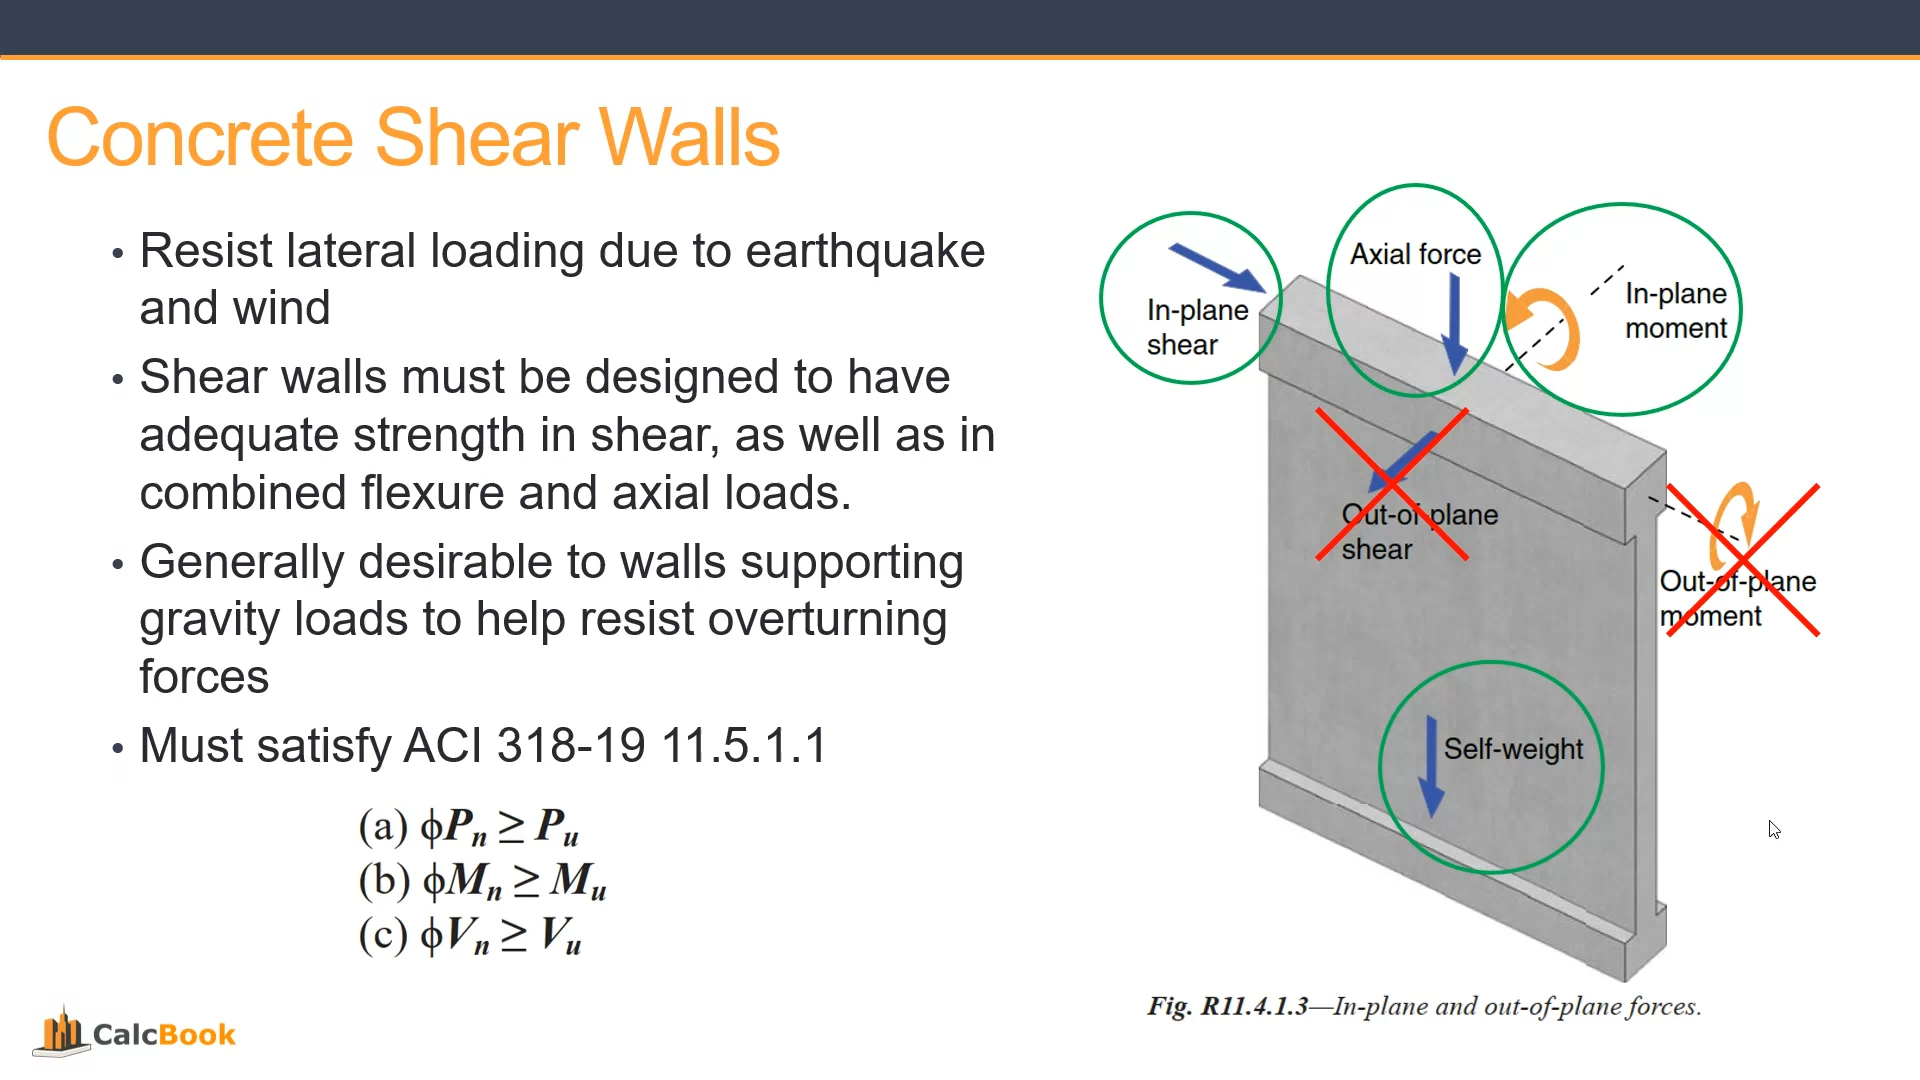 Concrete Shear Walls
• Resist lateral loading due to earthquake
and wind
• Shear walls must be designed to have
adequate strength in shear, as well as in
combined flexure and axial loads.
• Generally desirable to walls supporting
gravity loads to help resist overturning
forces
• Must satisfy ACI 318-19 11.5.1.1
(a) ϕPn ≥ Pu
(b) ϕMn ≥ Mu
(c) ϕVn ≥ Vu
CalcBook
In-plane
shear
Axial force
In-plane
moment
Out-of-plane
shear
Out-of-plane
moment
Self-weight
Fig. R11.4.1.3—In-plane and out-of-plane forces.